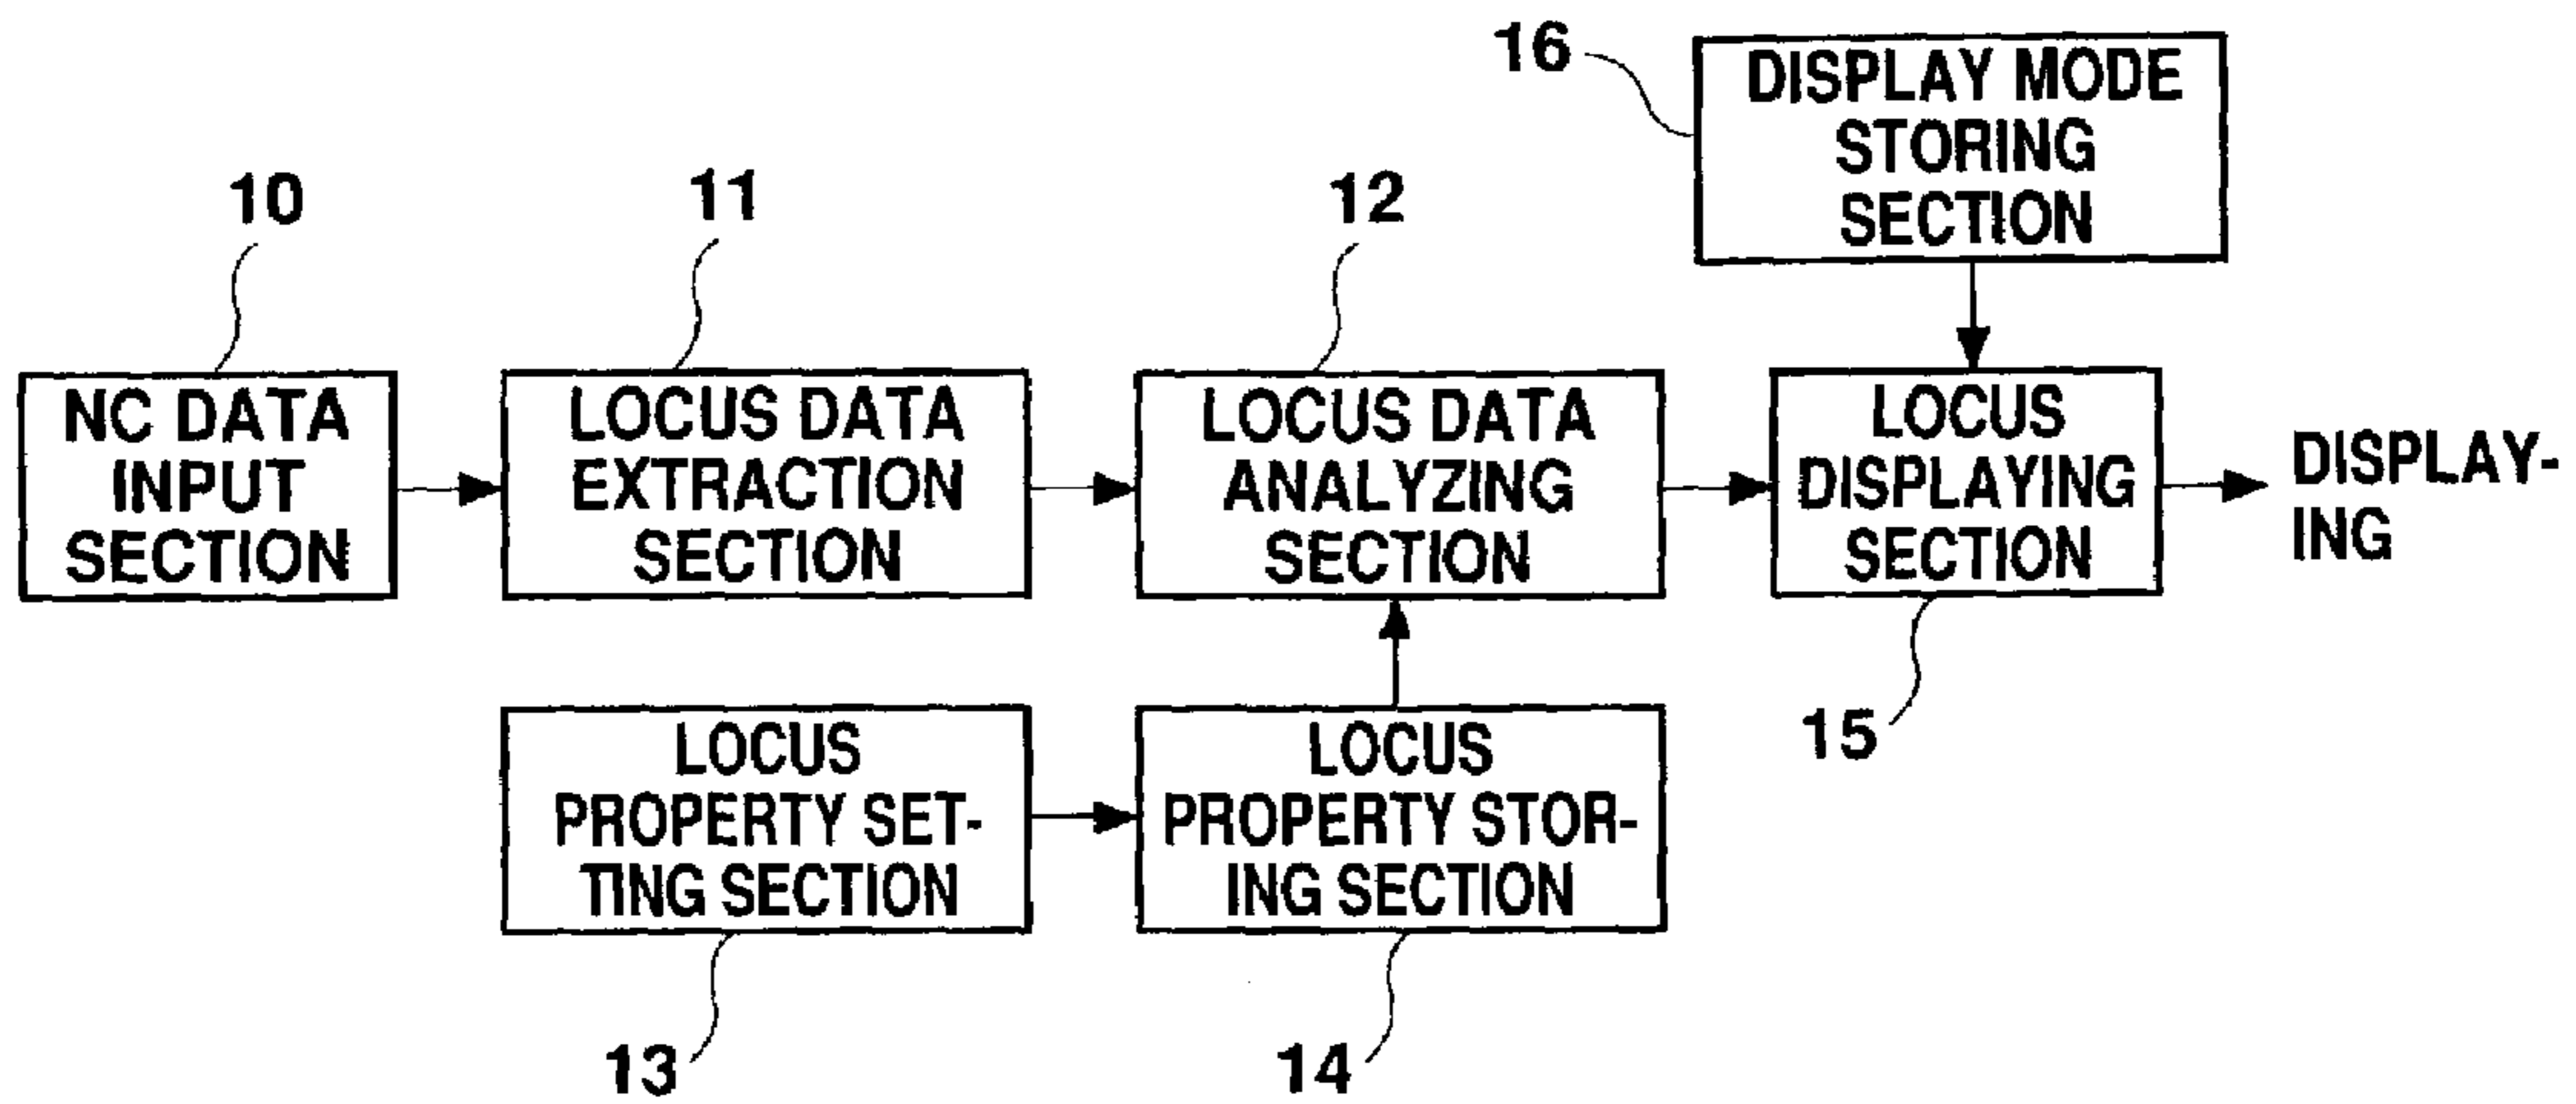 16
DISPLAY MODE
STORING
SECTION
10
11
12
NC DATA
INPUT
SECTION
LOCUS DATA
EXTRACTION
SECTION
LOCUS DATA
ANALYZING
SECTION
LOCUS
DISPLAYING
SECTION
DISPLAY-
ING
LOCUS
PROPERTY SET-
TING SECTION
LOCUS
PROPERTY STOR-
ING SECTION
15
13
14